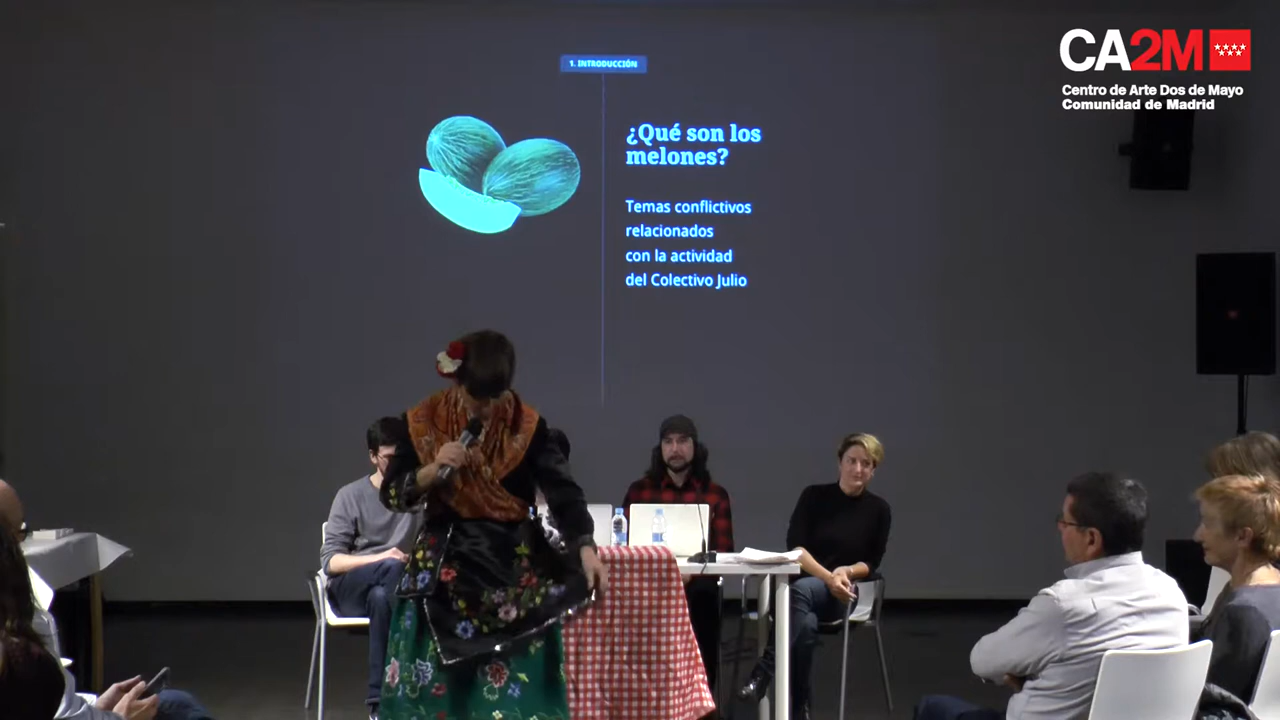 CA2M
Centro de Arte Dos de Mayo
Comunidad de Madrid
1. INTRODUCCIÓN
¿Qué son los
melones?
Temas conflictivos
relacionados
con la actividad
del Colectivo Julio